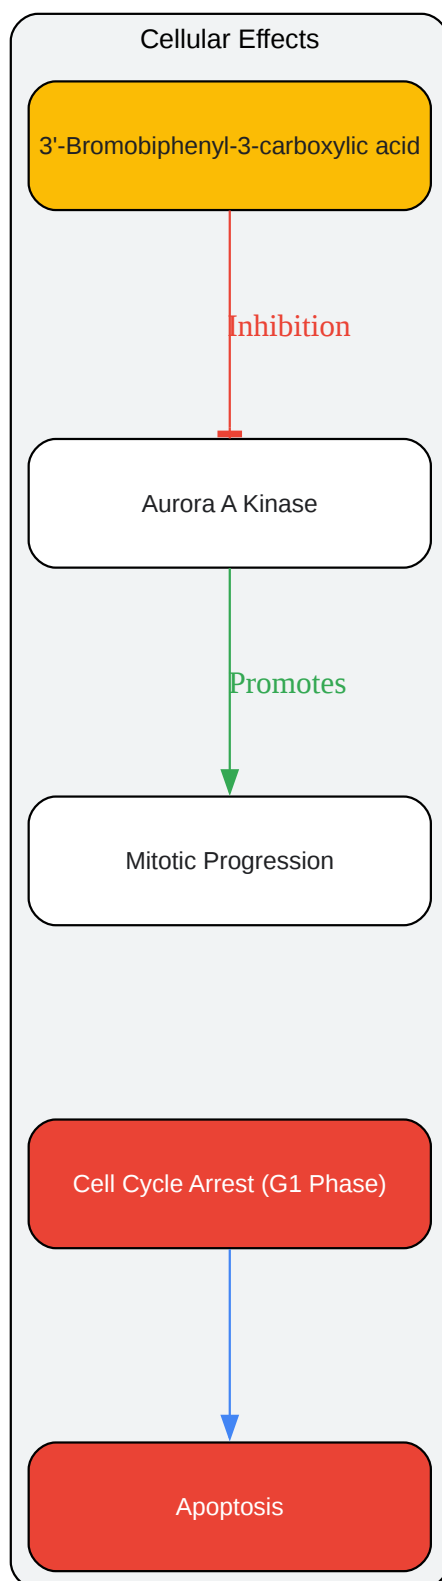 Cellular Effects
3'-Bromobiphenyl-3-carboxylic acid
Inhibition
Aurora A Kinase
Promotes
Mitotic Progression
Cell Cycle Arrest (G1 Phase)
Apoptosis